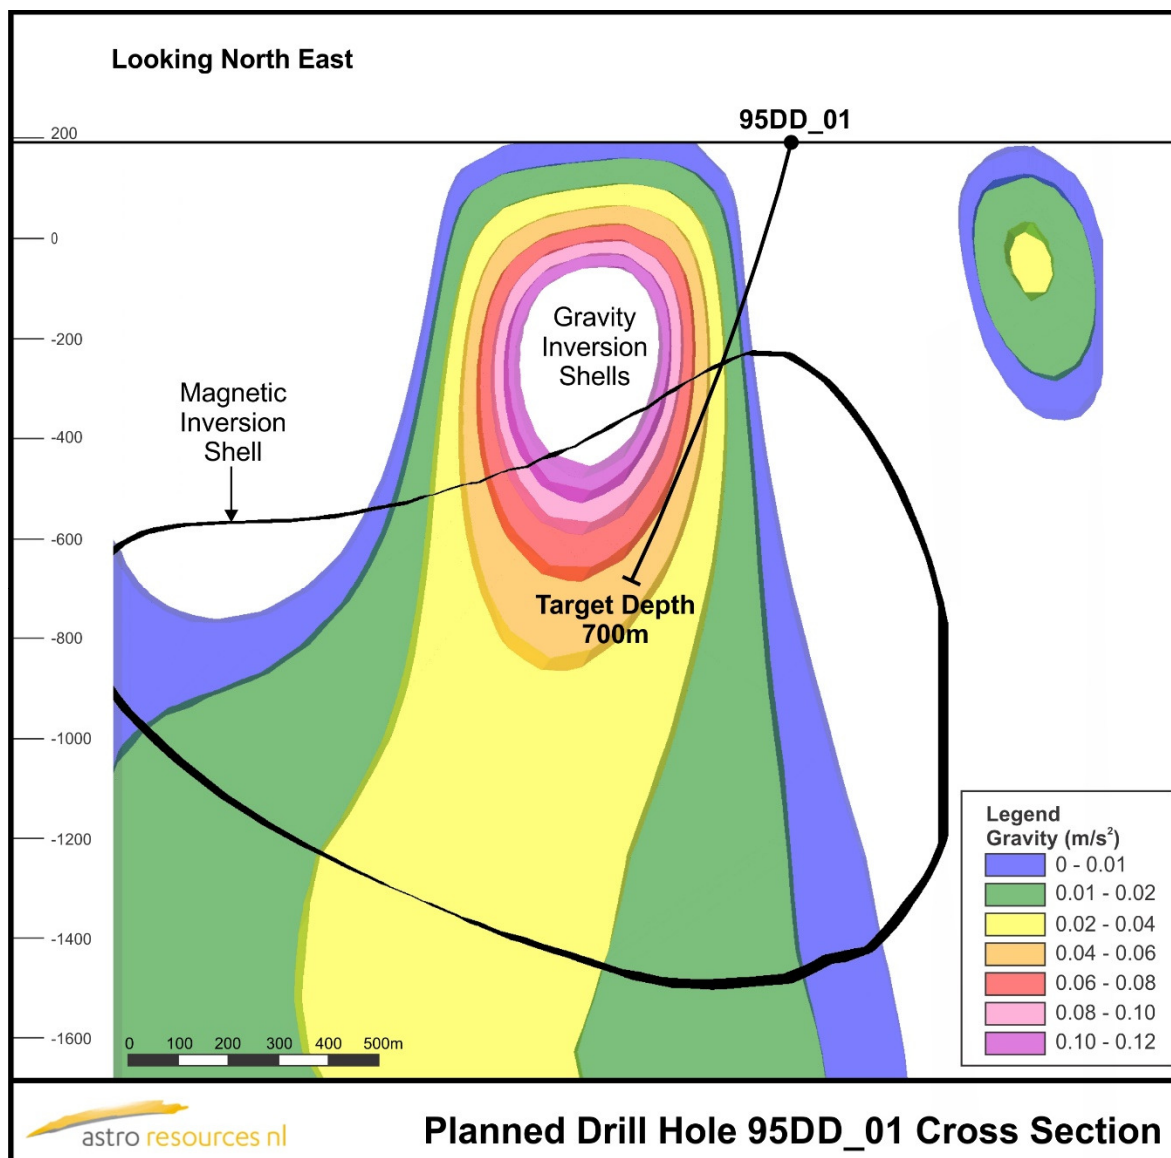 Looking North East
95DD_01
200
0
-200
-400
-600
-800
-1000
-1200
-1400
-1600
Gravity
Inversion
Shells
Magnetic
Inversion
Shell
Target Depth
700m
Legend
Gravity (m/s²)
0 - 0.01
0.01 - 0.02
0.02 - 0.04
0.04 - 0.06
0.06 - 0.08
0.08 - 0.10
0.10 - 0.12
0 100 200 300 400 500m
astro resources nl
Planned Drill Hole 95DD_01 Cross Section